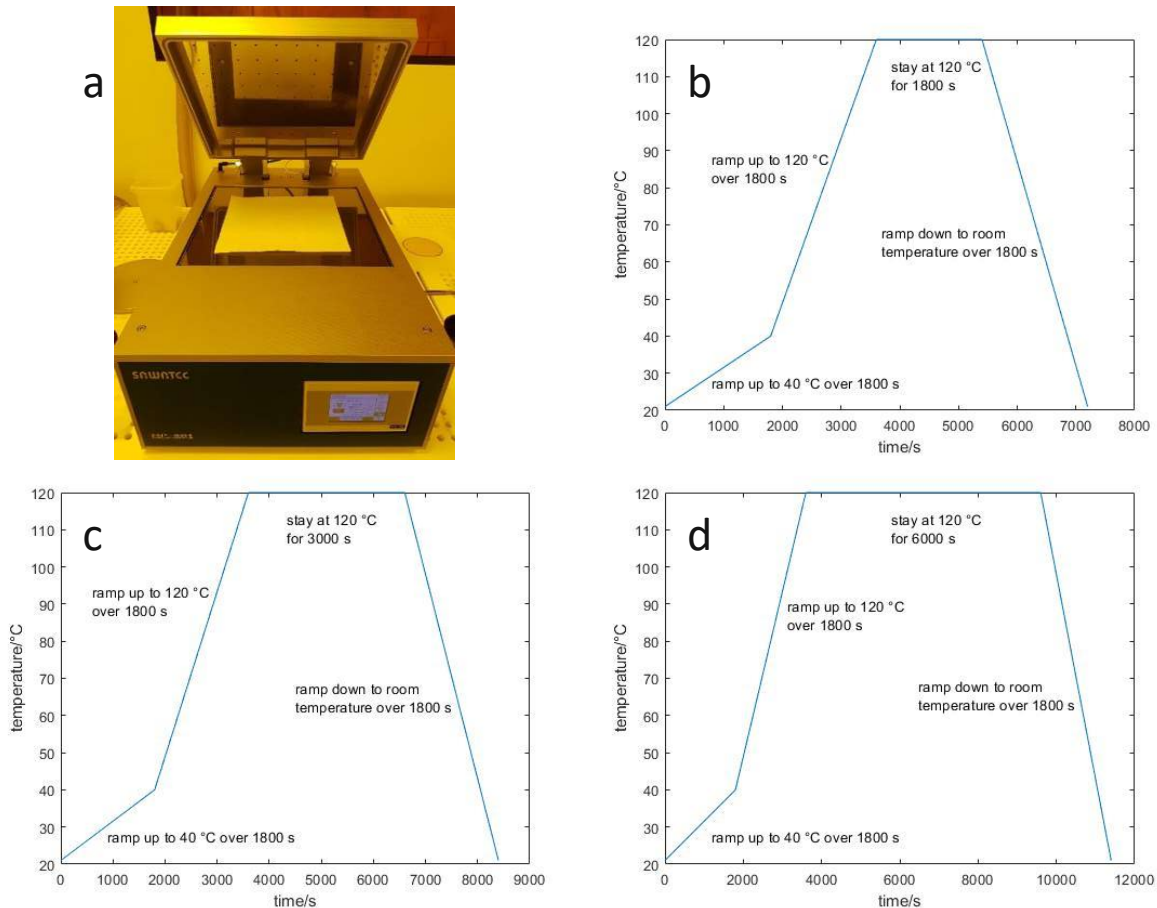 a
SAWATEC
b
120
110
100
90
80
70
60
50
40
30
20
temperature/°C
stay at 120 °C
for 1800 s
ramp up to 120 °C
over 1800 s
ramp down to room
temperature over 1800 s
ramp up to 40 °C over 1800 s
0 1000 2000 3000 4000 5000 6000 7000 8000
time/s
c
120
110
100
90
80
70
60
50
40
30
20
temperature/°C
stay at 120 °C
for 3000 s
ramp up to 120 °C
over 1800 s
ramp down to room
temperature over 1800 s
ramp up to 40 °C over 1800 s
0 1000 2000 3000 4000 5000 6000 7000 8000 9000
time/s
d
120
110
100
90
80
70
60
50
40
30
20
temperature/°C
stay at 120 °C
for 6000 s
ramp up to 120 °C
over 1800 s
ramp down to room
temperature over 1800 s
ramp up to 40 °C over 1800 s
0 2000 4000 6000 8000 10000 12000
time/s